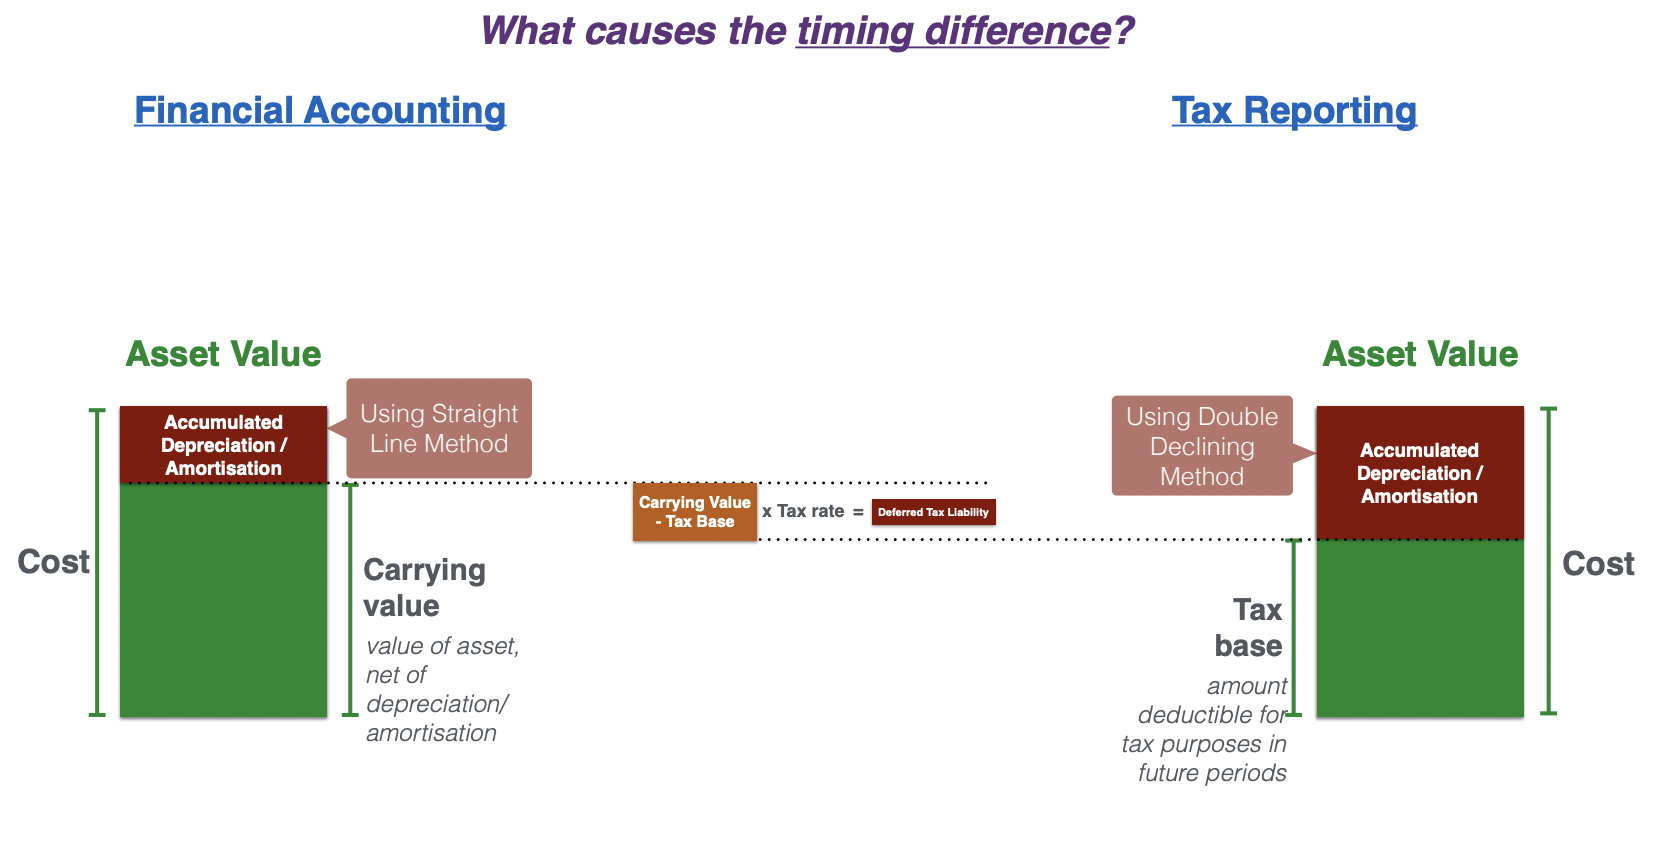 What causes the timing difference?
Financial Accounting
Tax Reporting
Asset Value
Accumulated
Depreciation /
Amortisation
Using Straight
Line Method
Cost
Carrying
value
value of asset,
net of
depreciation/
amortisation
Carrying Value
- Tax Base
x Tax rate =
Deferred Tax Liability
Asset Value
Using Double
Declining
Method
Accumulated
Depreciation /
Amortisation
Cost
Tax
base
amount
deductible for
tax purposes in
future periods